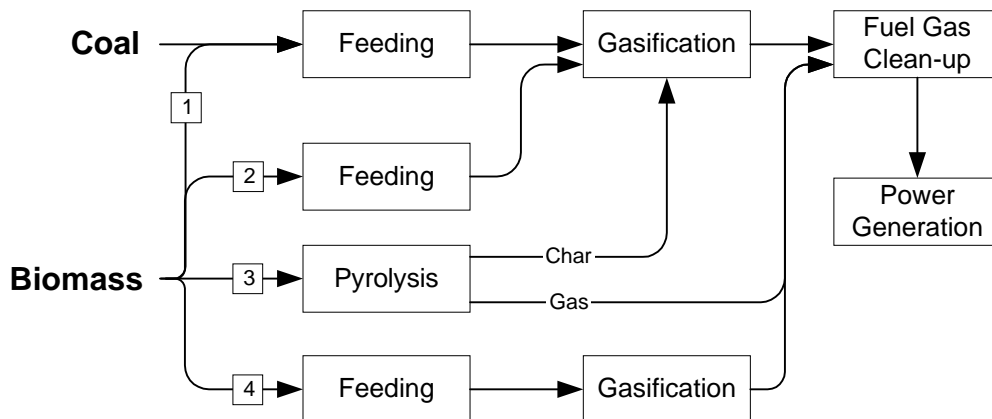 Coal
Feeding
Gasification
Fuel Gas
Clean-up
1
2
Feeding
Power
Generation
Biomass
3
Pyrolysis
Char
Gas
4
Feeding
Gasification